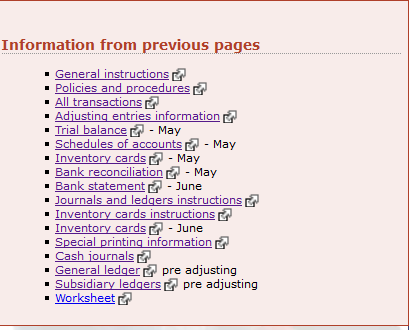 Information from previous pages
General instructions
Policies and procedures
All transactions
Adjusting entries information
Trial balance - May
Schedules of accounts - May
Inventory cards - May
Bank reconciliation - May
Bank statement - June
Journals and ledgers instructions
Inventory cards instructions
Inventory cards - June
Special printing information
Cash journals
General ledger pre adjusting
Subsidiary ledgers pre adjusting
Worksheet